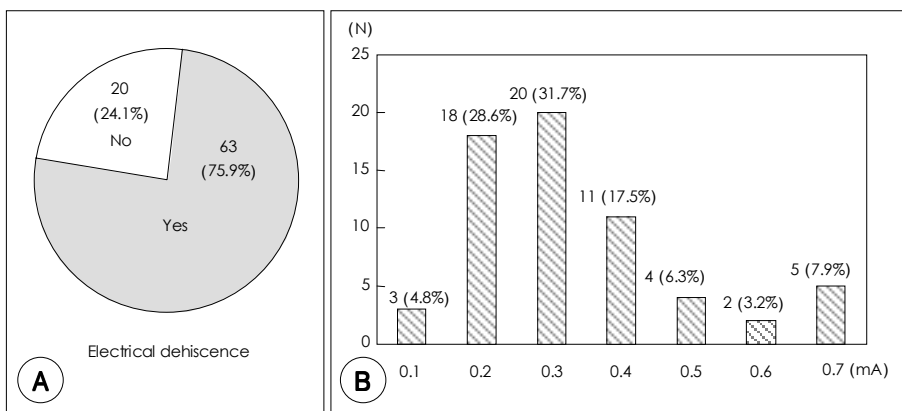 20
(24.1%)
No
63
(75.9%)
Yes
Electrical dehiscence
A
(N)
25
20
15
10
5
0
3 (4.8%)
18 (28.6%)
20 (31.7%)
11 (17.5%)
4 (6.3%)
2 (3.2%)
5 (7.9%)
0.1 0.2 0.3 0.4 0.5 0.6 0.7 (mA)
B